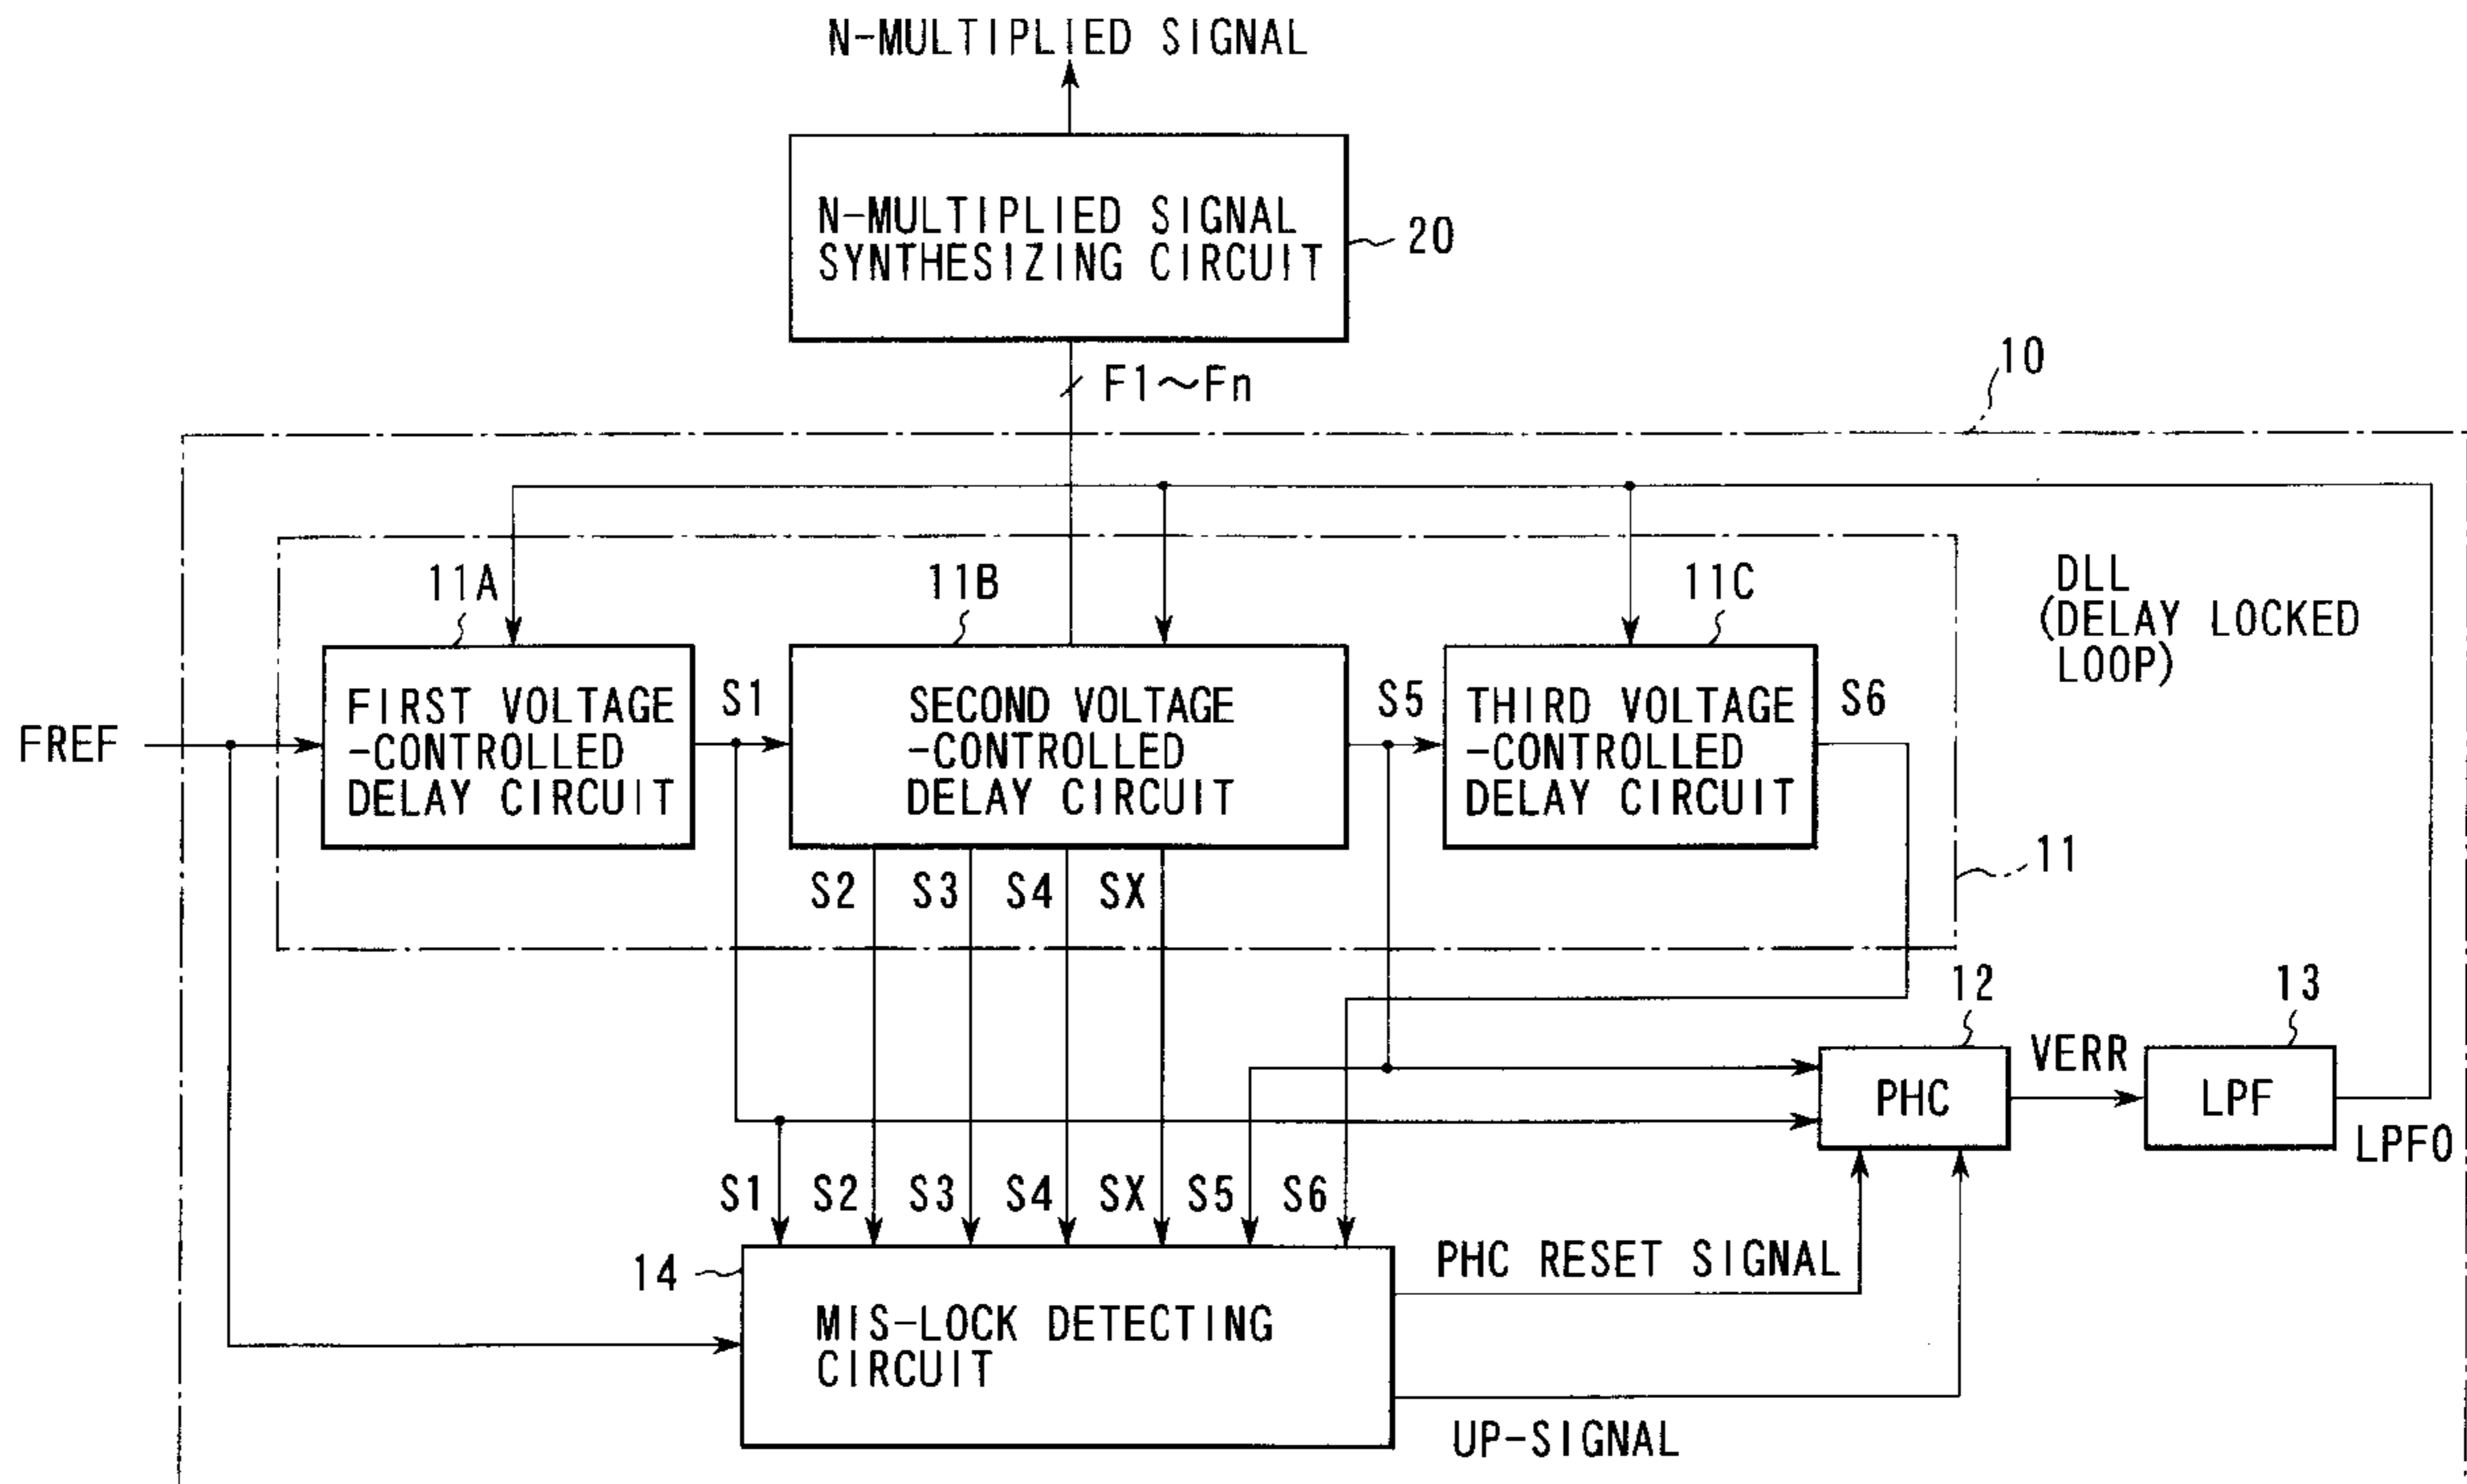 N-MULTIPLIED SIGNAL
N-MULTIPLIED SIGNAL
SYNTHESIZING CIRCUIT
20
F1～Fn
10
11A
11B
11C
DLL
(DELAY LOCKED
LOOP)
FREF
FIRST VOLTAGE
-CONTROLLED
DELAY CIRCUIT
S1
SECOND VOLTAGE
-CONTROLLED
DELAY CIRCUIT
S5
THIRD VOLTAGE
-CONTROLLED
DELAY CIRCUIT
S6
11
S2 S3 S4 SX
12
13
PHC
VERR
LPF
LPFO
S1 S2 S3 S4 SX S5 S6
14
MIS-LOCK DETECTING
CIRCUIT
PHC RESET SIGNAL
UP-SIGNAL